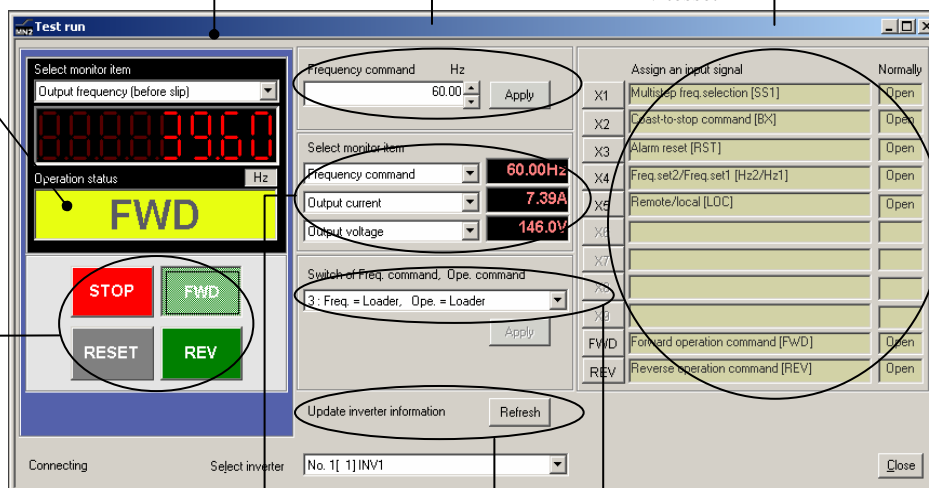 Test run
Select monitor item
Output frequency (before slip)
39.60
Operation status
Hz
FWD
STOP
FWD
RESET
REV
Frequency command Hz
60.00
Apply
Select monitor item
Frequency command
60.00Hz
Output current
7.39A
Output voltage
146.0V
Switch of Freq. command, Ope. command
3 : Freq. = Loader, Ope. = Loader
Apply
Update inverter information
Refresh
Assign an input signal
Normally
X1 Multistep freq.selection [SS1] Open
X2 Coast-to-stop command [BX] Open
X3 Alarm reset [RST] Open
X4 Freq.set2/Freq.set1 [Hz2/Hz1] Open
X5 Remote/local [LOC] Open
X6
X7
X8
X9
FWD Forward operation command [FWD] Open
REV Reverse operation command [REV] Open
Connecting
Select inverter
No. 1[ 1] INV1
Close